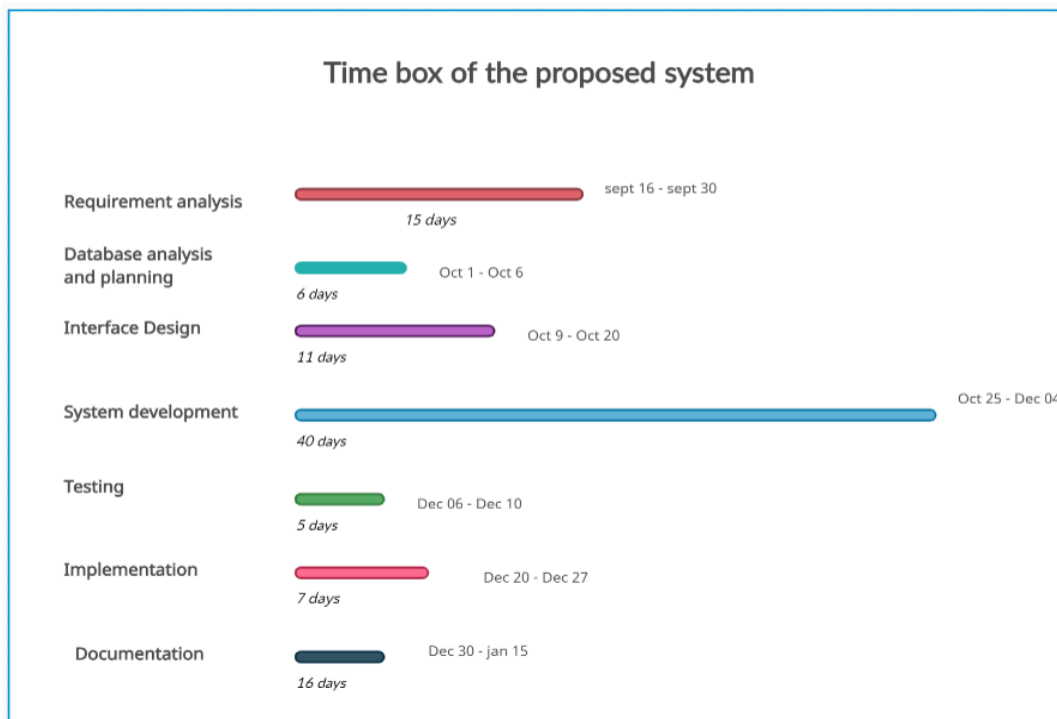 Time box of the proposed system
Requirement analysis
sept 16 - sept 30
15 days
Database analysis
and planning
Oct 1 - Oct 6
6 days
Interface Design
Oct 9 - Oct 20
11 days
System development
Oct 25 - Dec 04
40 days
Testing
Dec 06 - Dec 10
5 days
Implementation
Dec 20 - Dec 27
7 days
Documentation
Dec 30 - jan 15
16 days